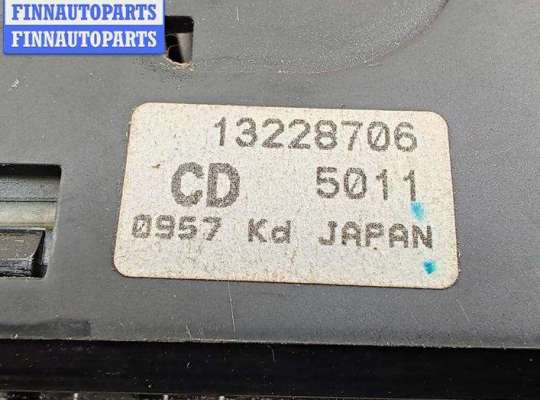 FINNAUTOPARTS
FINNAUTOPARTS
13228706
CD 5011
0957 Kd JAPAN